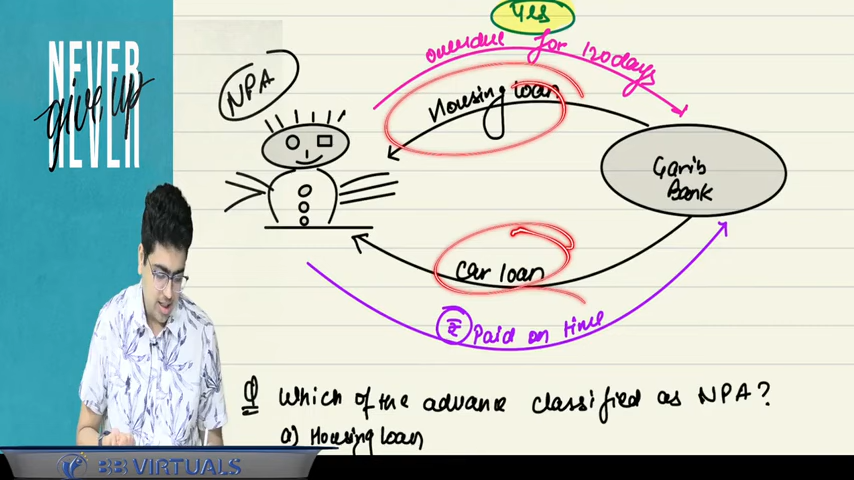 Yes
overdue for 120 days
NEVER
give up
NEVER
NPA
Housing loan
Garib
Bank
Car loan
₹ Paid on time
Q Which of the advance classified as NPA?
a) Housing loan
BB VIRTUALS